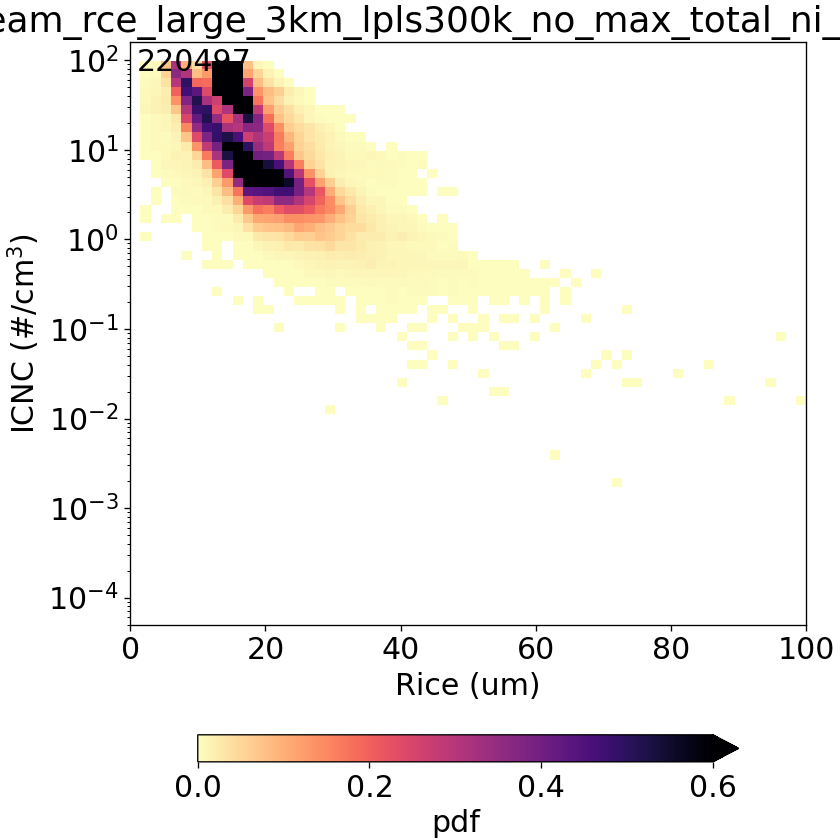 eam_rce_large_3km_lpls300k_no_max_total_ni_
220497
10²
10¹
10⁰
10⁻¹
10⁻²
10⁻³
10⁻⁴
ICNC (#/cm³)
0 20 40 60 80 100
Rice (um)
0.0 0.2 0.4 0.6
pdf